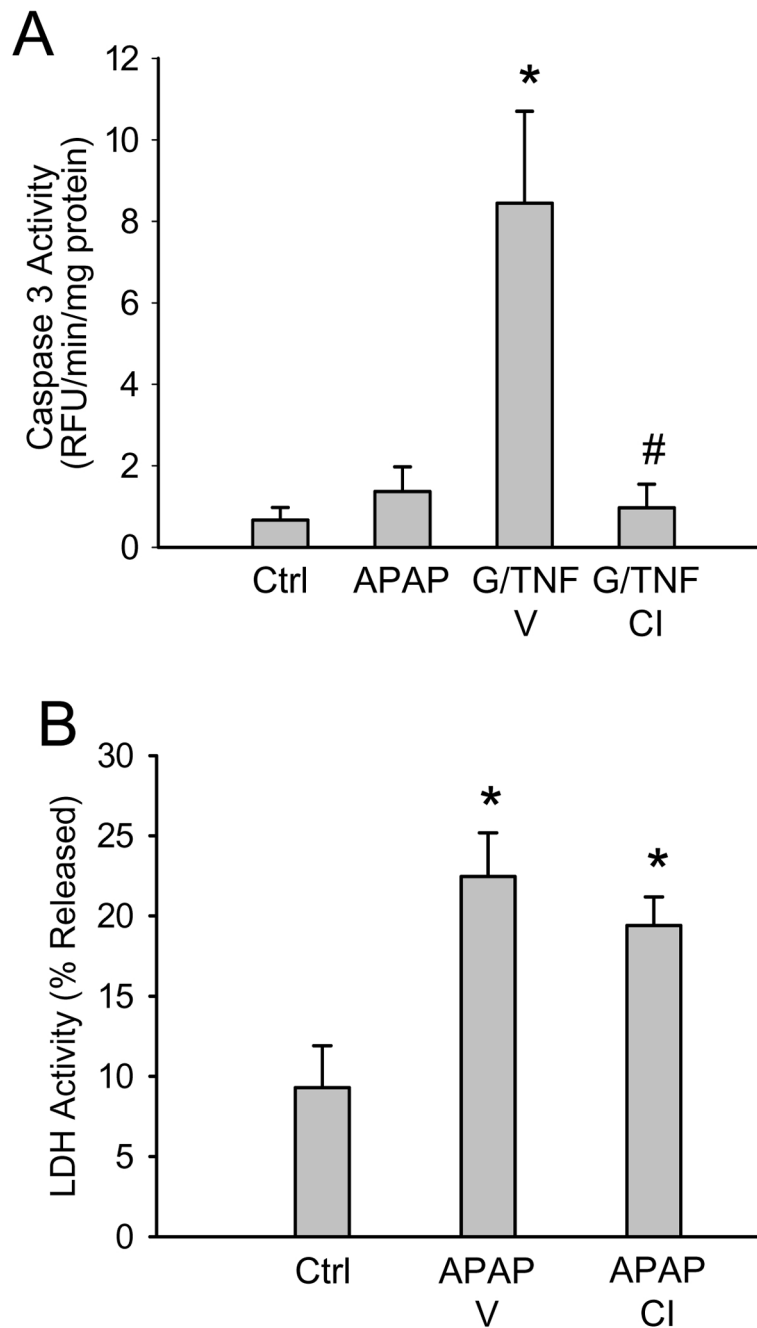 A
Caspase 3 Activity
(RFU/min/mg protein)
12
10
8
6
4
2
0
*
#
Ctrl APAP G/TNF G/TNF
V CI
B
LDH Activity (% Released)
30
25
20
15
10
5
0
*
*
Ctrl APAP APAP
V CI